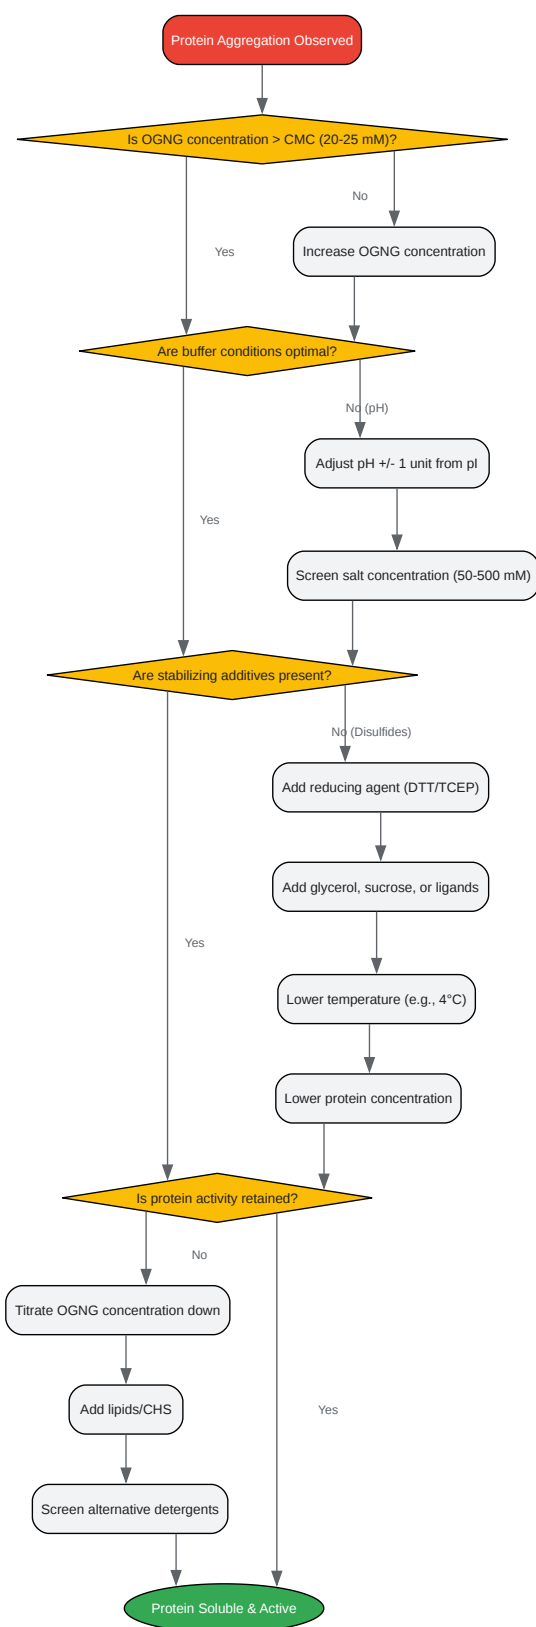 Protein Aggregation Observed
Is OGNG concentration > CMC (20-25 mM)?
No
Yes
Increase OGNG concentration
Are buffer conditions optimal?
No (pH)
Adjust pH +/- 1 unit from pI
Yes
Screen salt concentration (50-500 mM)
Are stabilizing additives present?
No (Disulfides)
Add reducing agent (DTT/TCEP)
Add glycerol, sucrose, or ligands
Yes
Lower temperature (e.g., 4°C)
Lower protein concentration
Is protein activity retained?
No
Titrate OGNG concentration down
Add lipids/CHS
Yes
Screen alternative detergents
Protein Soluble & Active